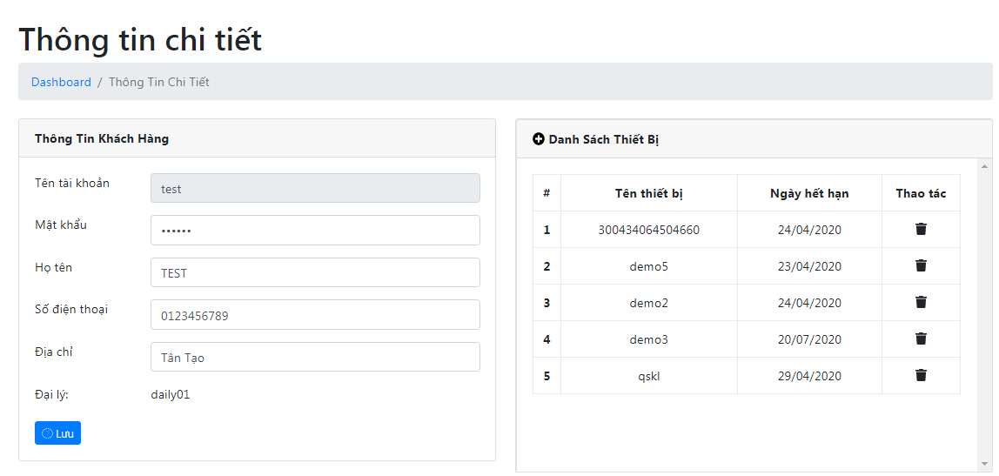 Thông tin chi tiết
Dashboard / Thông Tin Chi Tiết
Thông Tin Khách Hàng
Tên tài khoản test
Mật khẩu ••••••
Họ tên TEST
Số điện thoại 0123456789
Địa chỉ Tân Tạo
Đại lý: daily01
Lưu
Danh Sách Thiết Bị
# Tên thiết bị Ngày hết hạn Thao tác
1 300434064504660 24/04/2020
2 demo5 23/04/2020
3 demo2 24/04/2020
4 demo3 20/07/2020
5 qskl 29/04/2020